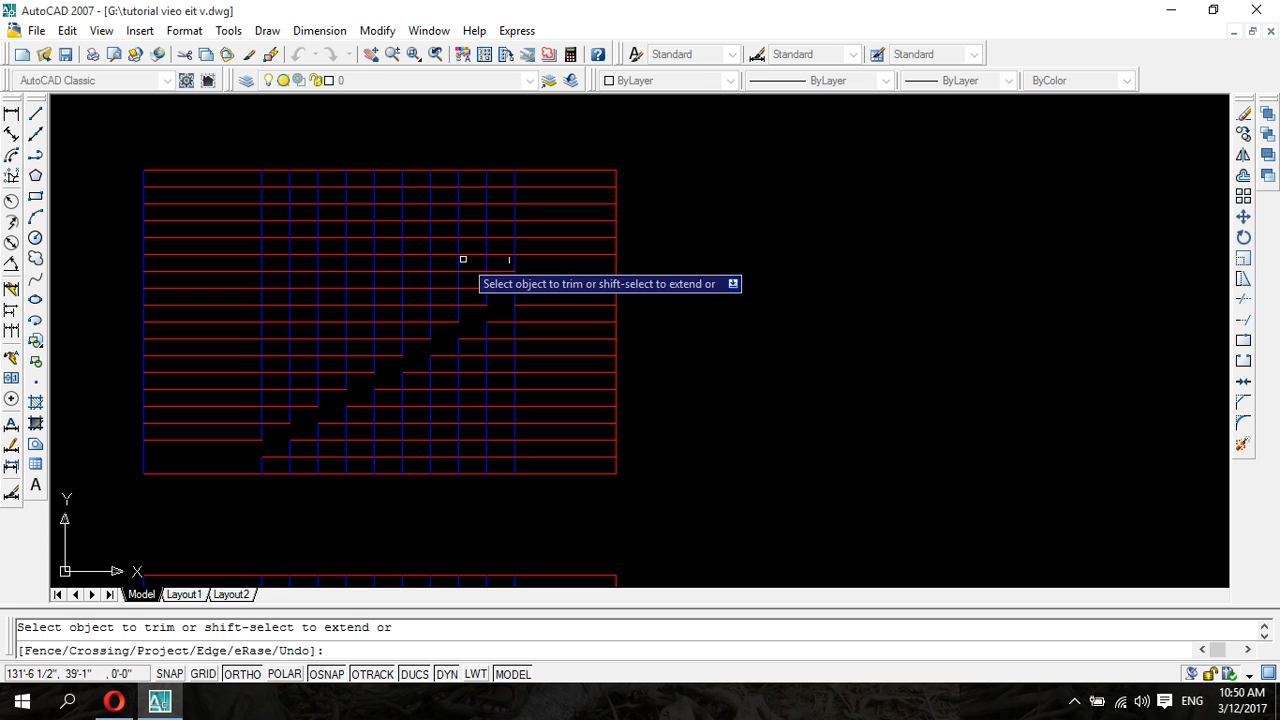 AutoCAD 2007 - [G:\tutorial vieo eit v.dwg]
File Edit View Insert Format Tools Draw Dimension Modify Window Help Express
Standard Standard Standard
AutoCAD Classic 0 ByLayer ByLayer ByLayer ByColor
Select object to trim or shift-select to extend or
Y
X
Model Layout1 Layout2
Select object to trim or shift-select to extend or
[Fence/Crossing/Project/Edge/eRase/Undo]:
131'-6 1/2", 39'-1" , 0'-0" SNAP GRID ORTHO POLAR OSNAP OTRACK DUCS DYN LWT MODEL
ENG
10:50 AM
3/12/2017